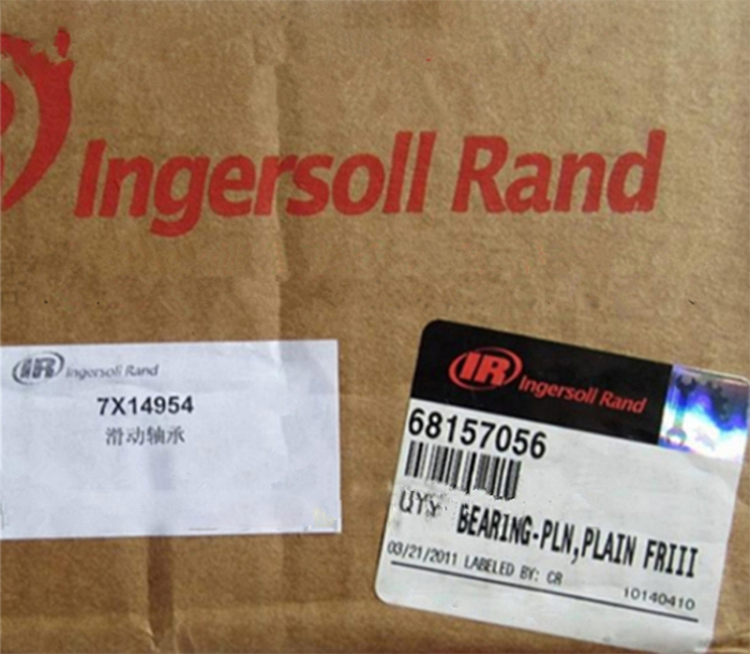 Ingersoll Rand
IR Ingersoll Rand
7X14954
滑动轴承
IR Ingersoll Rand
68157056
BEARING-PLN,PLAIN FRIII
03/21/2011 LABELED BY: CR
10140410